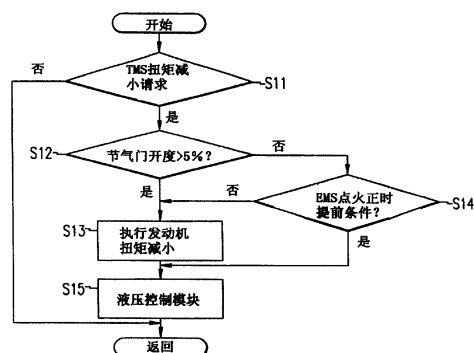 开始
否
TMS扭矩减
小请求
S11
是
S12
节气门开度>5%?
否
是
否
EMS点火正时
提前条件?
S14
S13
执行发动机
扭矩减小
是
S15
液压控制模块
返回